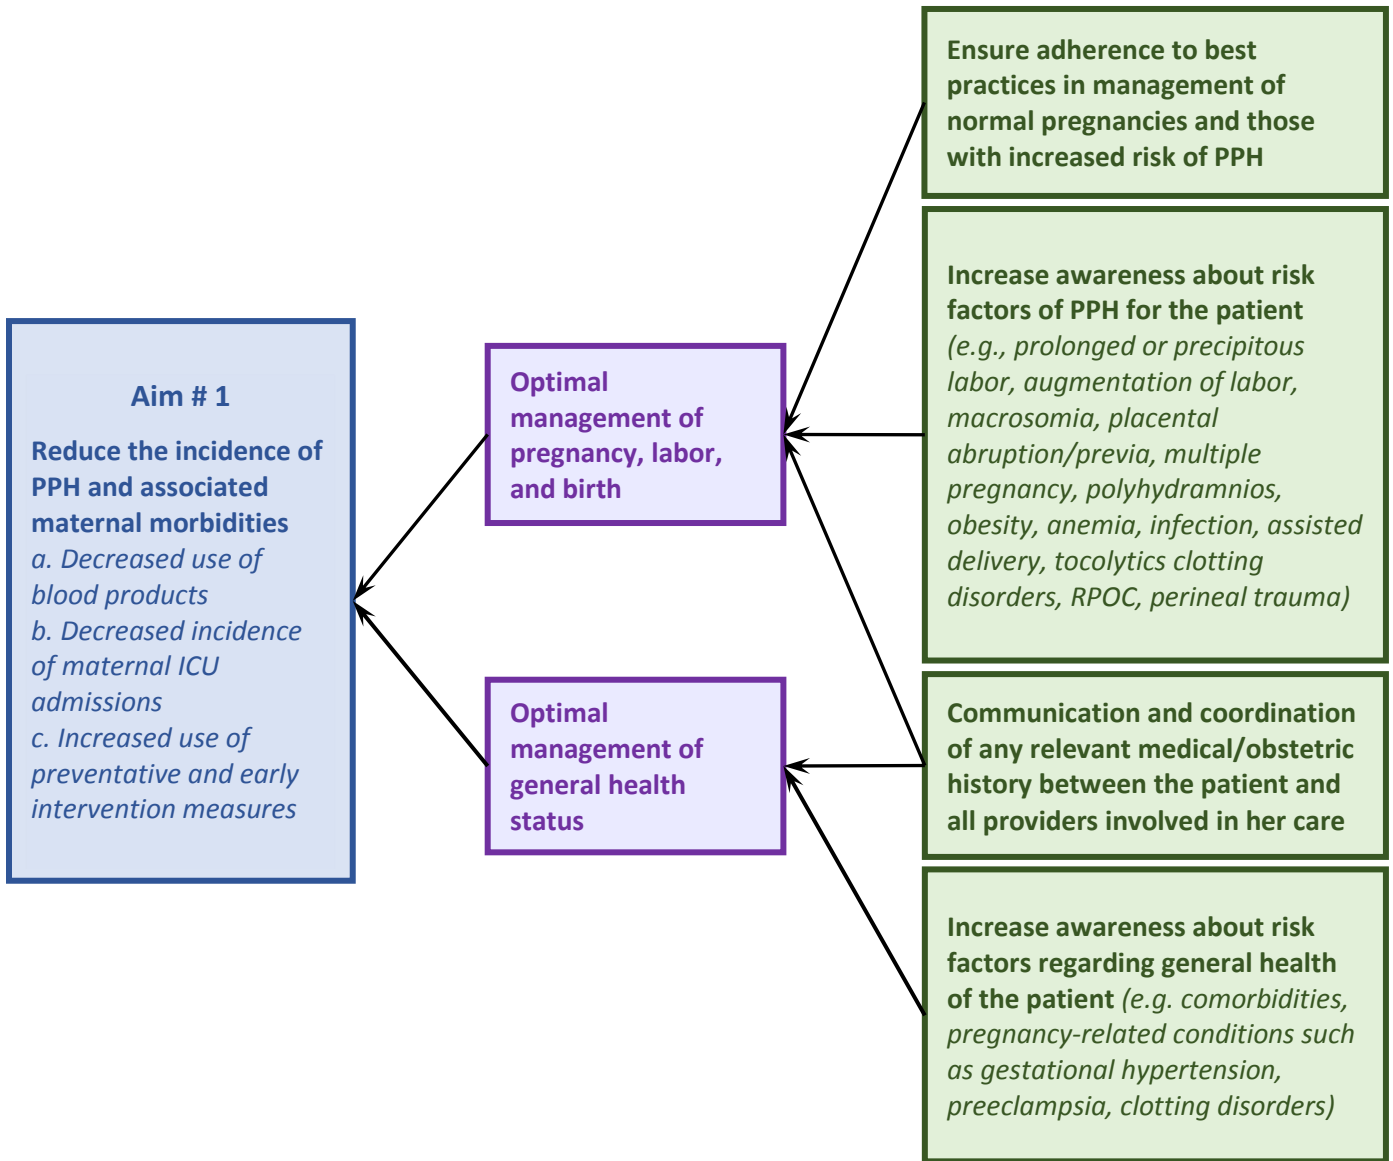 Aim # 1
Reduce the incidence of
PPH and associated
maternal morbidities
a. Decreased use of
blood products
b. Decreased incidence
of maternal ICU
admissions
c. Increased use of
preventative and early
intervention measures
Optimal
management of
pregnancy, labor,
and birth
Optimal
management of
general health
status
Ensure adherence to best
practices in management of
normal pregnancies and those
with increased risk of PPH
Increase awareness about risk
factors of PPH for the patient
(e.g., prolonged or precipitous
labor, augmentation of labor,
macrosomia, placental
abruption/previa, multiple
pregnancy, polyhydramnios,
obesity, anemia, infection, assisted
delivery, tocolytics clotting
disorders, RPOC, perineal trauma)
Communication and coordination
of any relevant medical/obstetric
history between the patient and
all providers involved in her care
Increase awareness about risk
factors regarding general health
of the patient (e.g. comorbidities,
pregnancy-related conditions such
as gestational hypertension,
preeclampsia, clotting disorders)